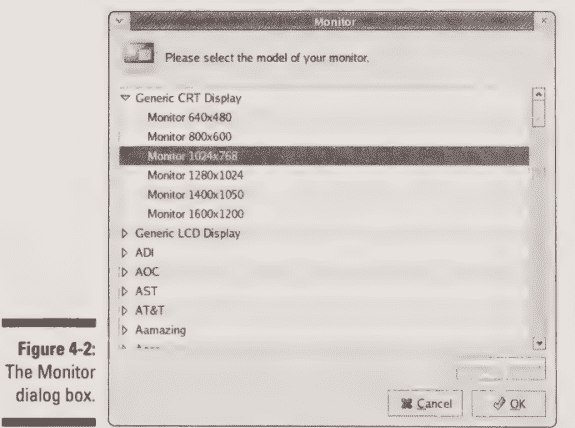 Monitor
Please select the model of your monitor.
Generic CRT Display
Monitor 640x480
Monitor 800x600
Monitor 1024x768
Monitor 1280x1024
Monitor 1400x1050
Monitor 1600x1200
Generic LCD Display
ADI
AOC
AST
AT&T
Aamazing
Cancel
OK
Figure 4-2:
The Monitor
dialog box.